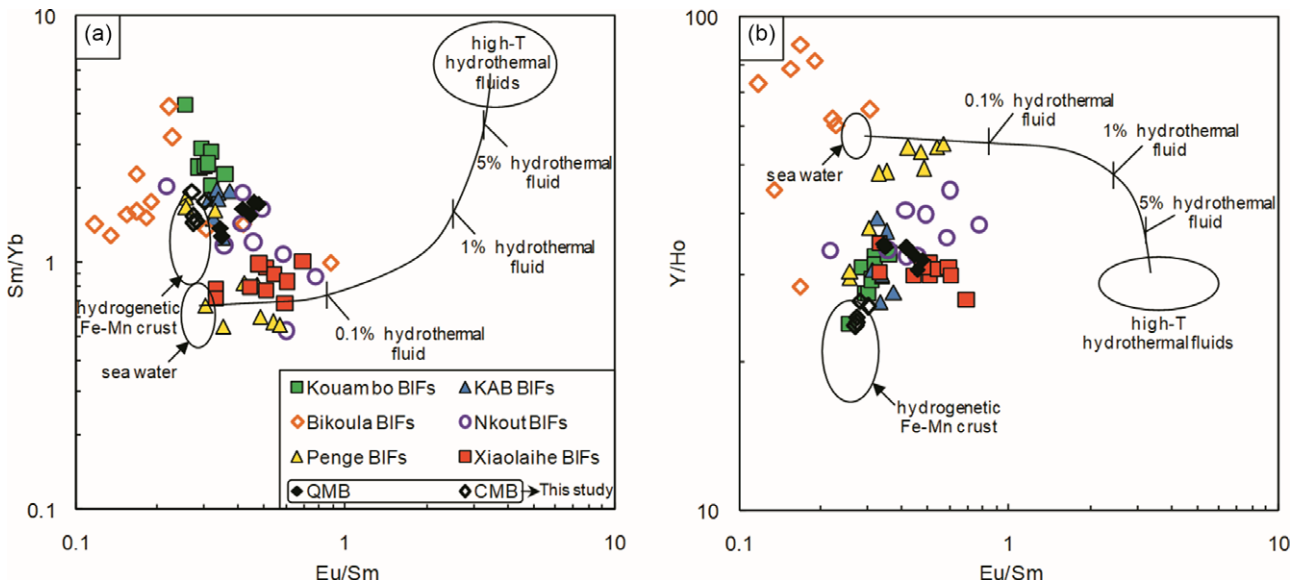 (a)
10
1
0.1
Sm/Yb
0.1
1
10
Eu/Sm
high-T
hydrothermal
fluids
5% hydrothermal
fluid
1% hydrothermal
fluid
0.1% hydrothermal
fluid
hydrogenetic
Fe-Mn crust
sea water
Kouambo BIFs
KAB BIFs
Bikoula BIFs
Nkout BIFs
Penge BIFs
Xiaolaihe BIFs
QMB
CMB
This study
(b)
100
10
Y/Ho
0.1
1
10
Eu/Sm
0.1% hydrothermal
fluid
1% hydrothermal
fluid
5% hydrothermal
fluid
sea water
high-T
hydrothermal fluids
hydrogenetic
Fe-Mn crust